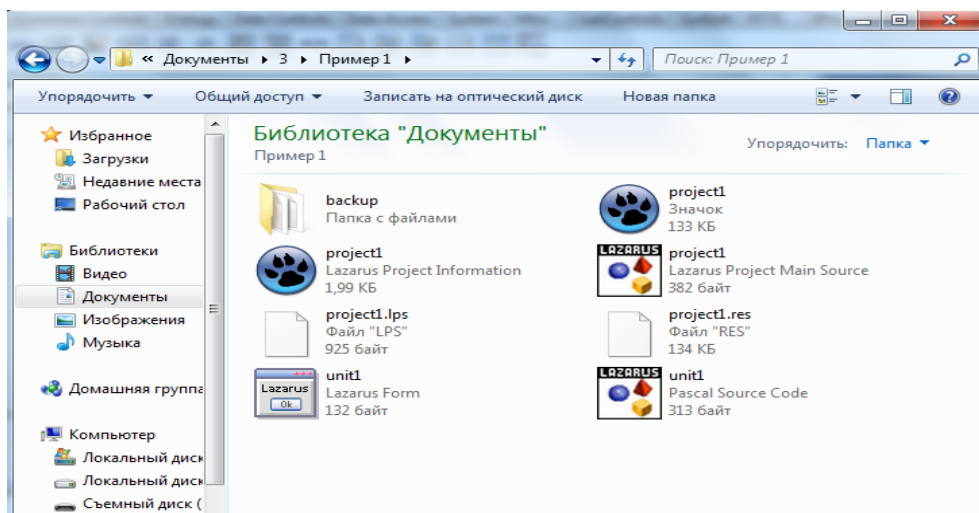 « Документы ▸ 3 ▸ Пример 1 ▸
Поиск: Пример 1
Упорядочить ▼ Общий доступ ▼ Записать на оптический диск Новая папка
Избранное
Загрузки
Недавние места
Рабочий стол
Библиотеки
Видео
Документы
Изображения
Музыка
Домашняя группа
Компьютер
Локальный диск
Локальный диск
Съемный диск (
Библиотека "Документы"
Пример 1
Упорядочить: Папка ▼
backup
Папка с файлами
project1
Значок
133 КБ
project1
Lazarus Project Information
1,99 КБ
LAZARUS
project1
Lazarus Project Main Source
382 байт
project1.lps
Файл "LPS"
925 байт
project1.res
Файл "RES"
134 КБ
Lazarus
Ok
unit1
Lazarus Form
132 байт
LAZARUS
unit1
Pascal Source Code
313 байт